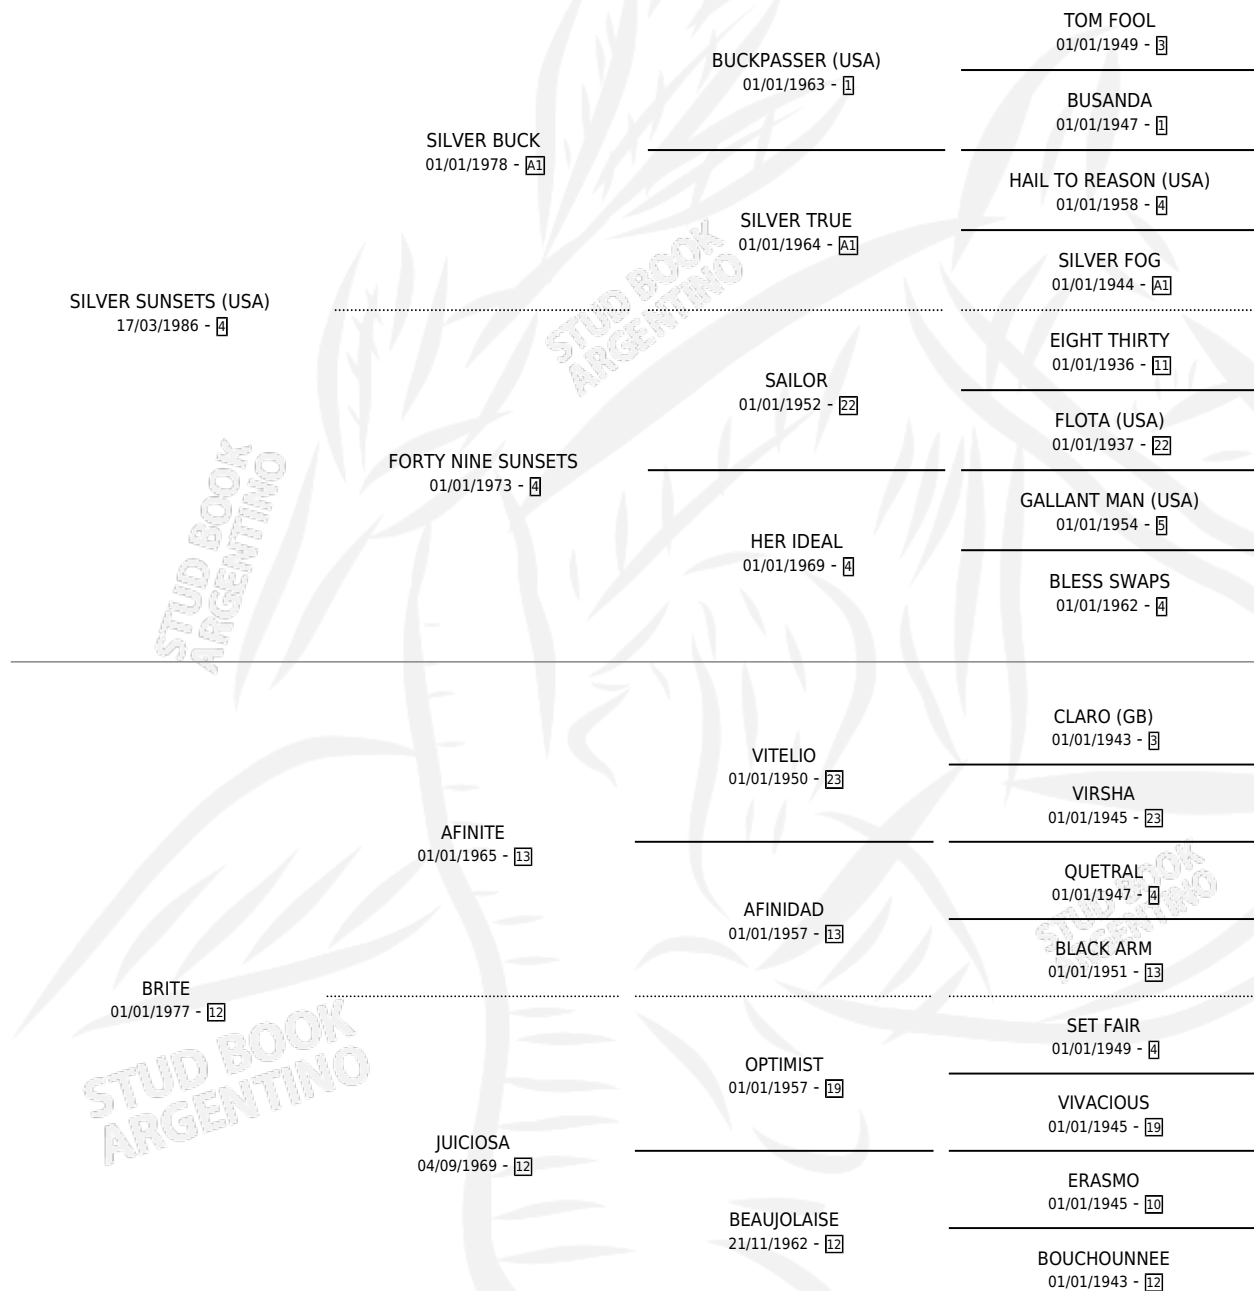 TOM FOOL
01/01/1949 - 3
BUCKPASSER (USA)
01/01/1963 - 1
BUSANDA
01/01/1947 - 1
SILVER BUCK
01/01/1978 - A1
HAIL TO REASON (USA)
01/01/1958 - 4
SILVER TRUE
01/01/1964 - A1
SILVER FOG
01/01/1944 - A1
SILVER SUNSETS (USA)
17/03/1986 - 4
STUD BOOK
ARGENTINO
EIGHT THIRTY
01/01/1936 - 11
SAILOR
01/01/1952 - 22
FLOTA (USA)
01/01/1937 - 22
FORTY NINE SUNSETS
01/01/1973 - 4
GALLANT MAN (USA)
01/01/1954 - 5
HER IDEAL
01/01/1969 - 4
BLESS SWAPS
01/01/1962 - 4
STUD BOOK
ARGENTINO
CLARO (GB)
01/01/1943 - 3
VITELIO
01/01/1950 - 23
VIRSHA
01/01/1945 - 23
AFINITE
01/01/1965 - 13
QUETRAL
01/01/1947 - 4
AFINIDAD
01/01/1957 - 13
BLACK ARM
01/01/1951 - 13
STUD BOOK
ARGENTINO
BRITE
01/01/1977 - 12
SET FAIR
01/01/1949 - 4
OPTIMIST
01/01/1957 - 19
VIVACIOUS
01/01/1945 - 19
STUD BOOK
ARGENTINO
JUICIOSA
04/09/1969 - 12
ERASMO
01/01/1945 - 10
BEAUJOLAISE
21/11/1962 - 12
BOUCHOUNNEE
01/01/1943 - 12